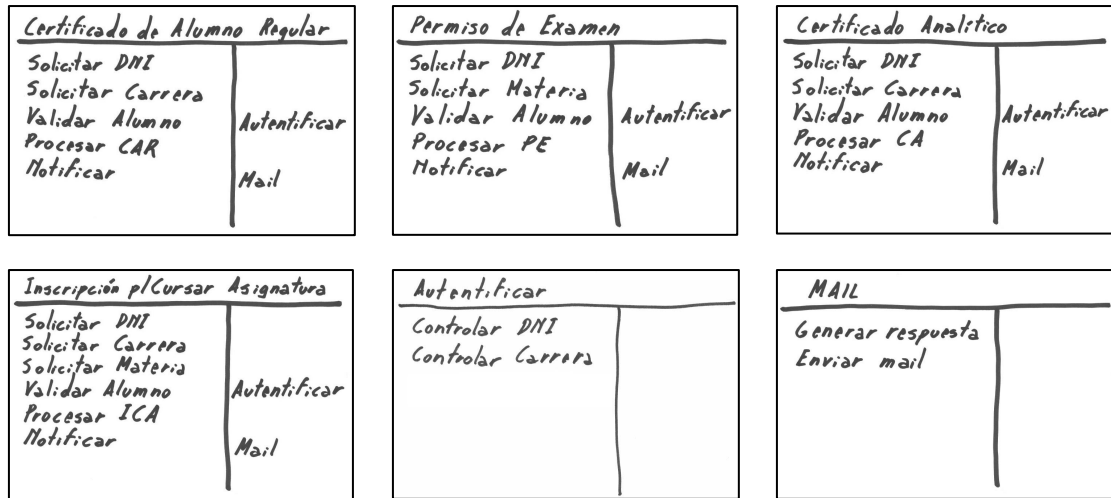 Certificado de Alumno Regular
Solicitar DNI
Solicitar Carrera
Validar Alumno
Autentificar
Procesar CAR
Notificar
Mail
Permiso de Examen
Solicitar DNI
Solicitar Materia
Validar Alumno
Autentificar
Procesar PE
Notificar
Mail
Certificado Analítico
Solicitar DNI
Solicitar Carrera
Validar Alumno
Autentificar
Procesar CA
Notificar
Mail
Inscripción p/Cursar Asignatura
Solicitar DNI
Solicitar Carrera
Solicitar Materia
Validar Alumno
Autentificar
Procesar ICA
Notificar
Mail
Autentificar
Controlar DNI
Controlar Carrera
MAIL
Generar respuesta
Enviar mail